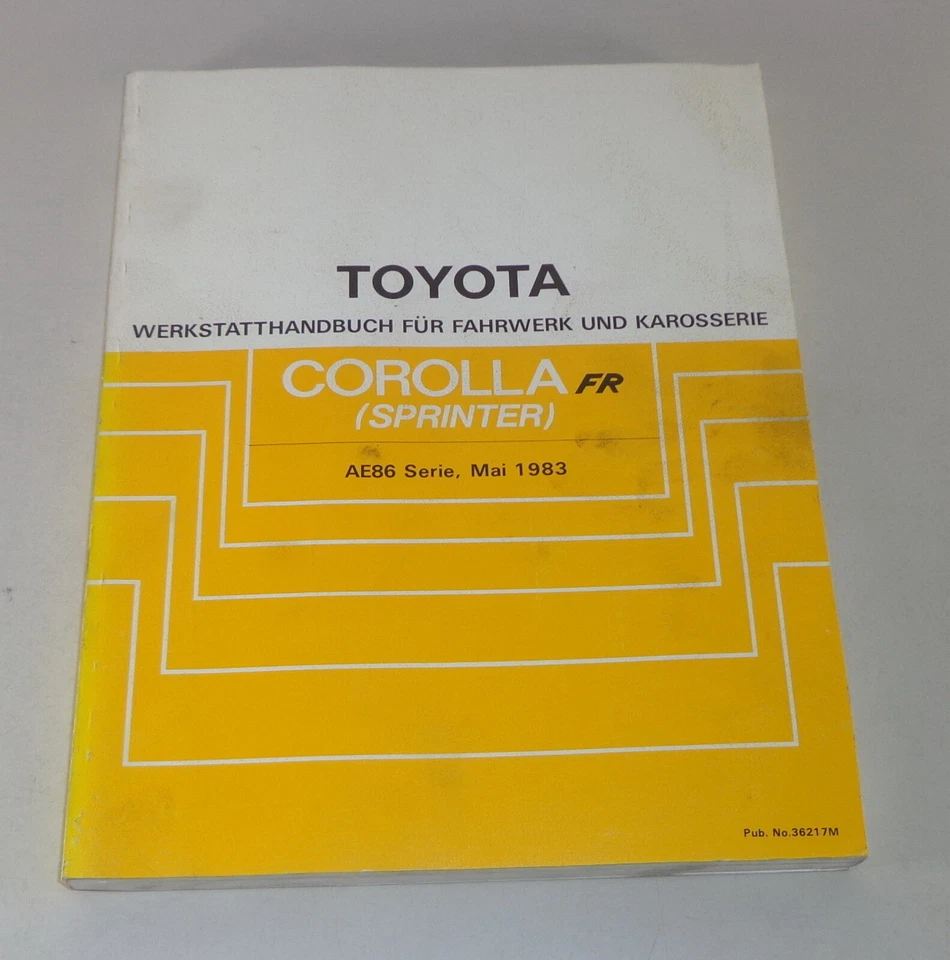 TOYOTA
WERKSTATTHANDBUCH FÜR FAHRWERK UND KAROSSERIE
COROLLA FR
(SPRINTER)
AE86 Serie, Mai 1983
Pub. No.36217M